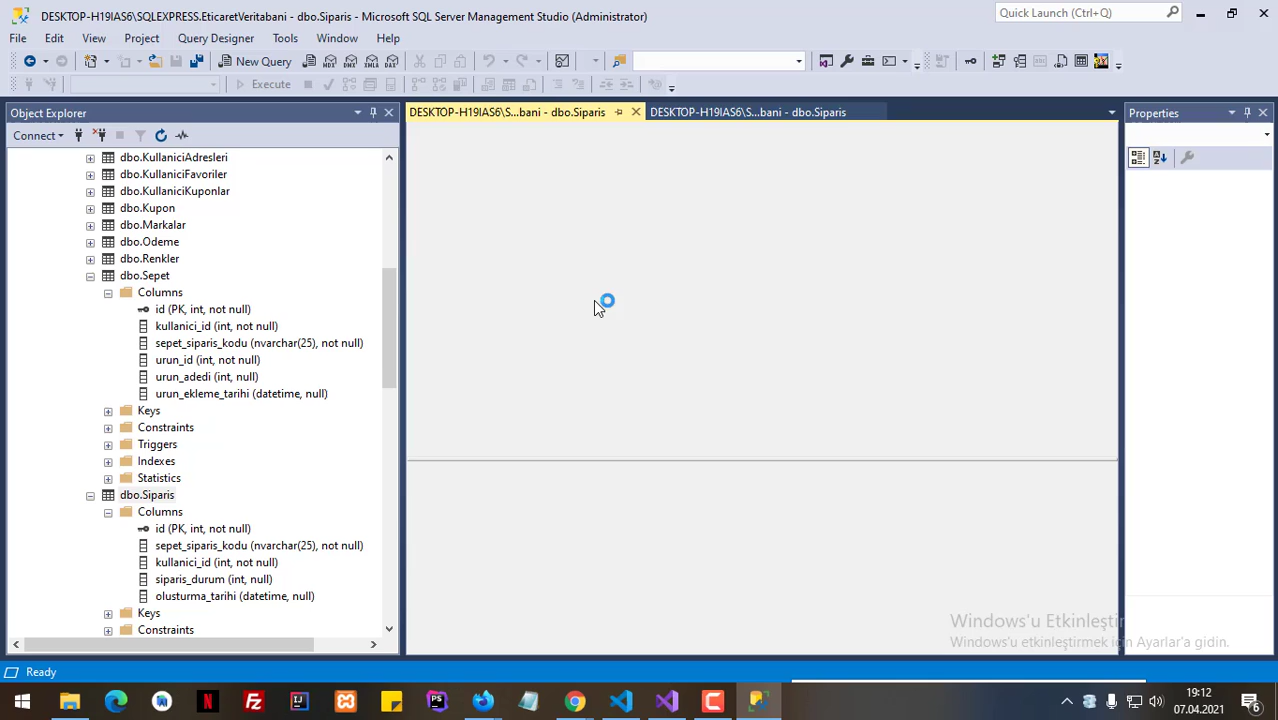 DESKTOP-H19IAS6\SQLEXPRESS.EticaretVeritabani - dbo.Siparis - Microsoft SQL Server Management Studio (Administrator)
Quick Launch (Ctrl+Q)
File Edit View Project Query Designer Tools Window Help
New Query MDX DMX XMLA DAX
Execute
Object Explorer
DESKTOP-H19IAS6\S...bani - dbo.Siparis
DESKTOP-H19IAS6\S...bani - dbo.Siparis
Properties
Connect
dbo.KullaniciAdresleri
dbo.KullaniciFavoriler
dbo.KullaniciKuponlar
dbo.Kupon
dbo.Markalar
dbo.Odeme
dbo.Renkler
dbo.Sepet
Columns
id (PK, int, not null)
kullanici_id (int, not null)
sepet_siparis_kodu (nvarchar(25), not null)
urun_id (int, not null)
urun_adedi (int, null)
urun_ekleme_tarihi (datetime, null)
Keys
Constraints
Triggers
Indexes
Statistics
dbo.Siparis
Columns
id (PK, int, not null)
sepet_siparis_kodu (nvarchar(25), not null)
kullanici_id (int, not null)
siparis_durum (int, null)
olusturma_tarihi (datetime, null)
Keys
Constraints
Windows'u Etkinleştir
Windows'u etkinleştirmek için Ayarlar'a gidin.
Ready
19:12
07.04.2021
6